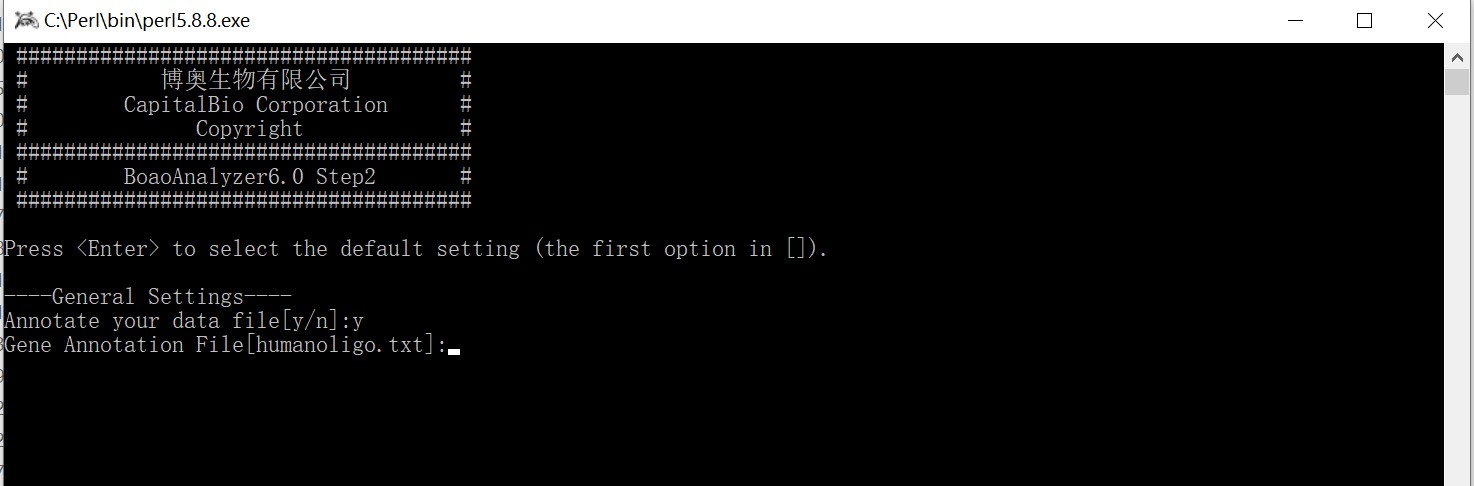 C:\Perl\bin\perl5.8.8.exe
######################################
# 博奥生物有限公司 #
# CapitalBio Corporation #
# Copyright #
######################################
# BoaoAnalyzer6.0 Step2 #
######################################
Press <Enter> to select the default setting (the first option in []).
----General Settings----
Annotate your data file[y/n]:y
Gene Annotation File[humanoligo.txt]: